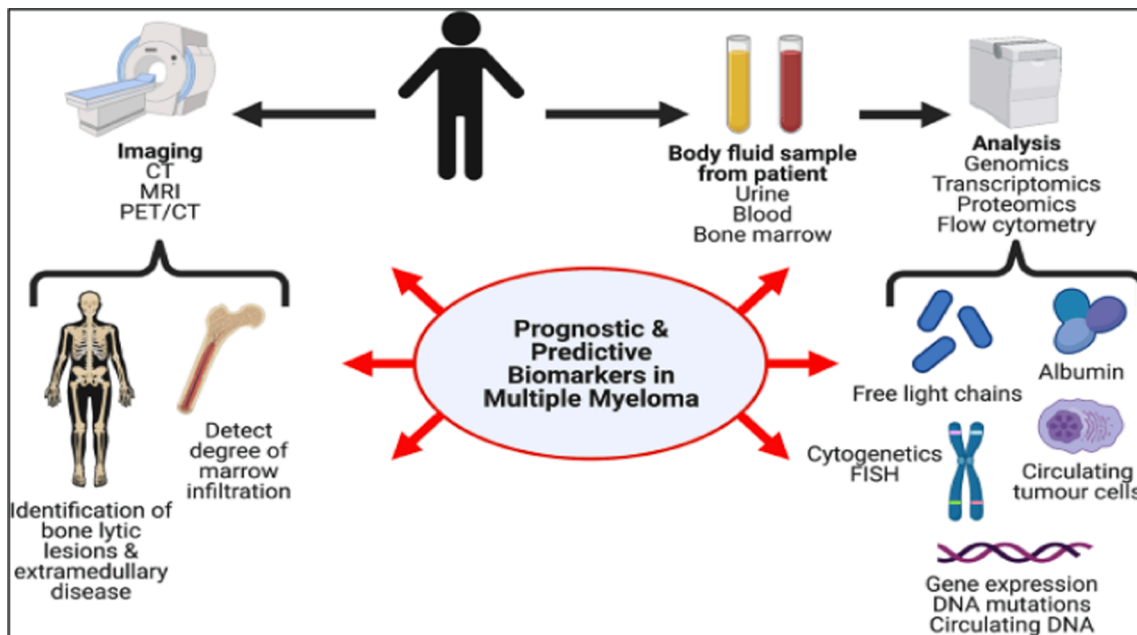 Imaging
CT
MRI
PET/CT
Body fluid sample
from patient
Urine
Blood
Bone marrow
Analysis
Genomics
Transcriptomics
Proteomics
Flow cytometry
Identification of
bone lytic
lesions &
extramedullary
disease
Detect
degree of
marrow
infiltration
Prognostic &
Predictive
Biomarkers in
Multiple Myeloma
Free light chains
Albumin
Cytogenetics
FISH
Circulating
tumour cells
Gene expression
DNA mutations
Circulating DNA